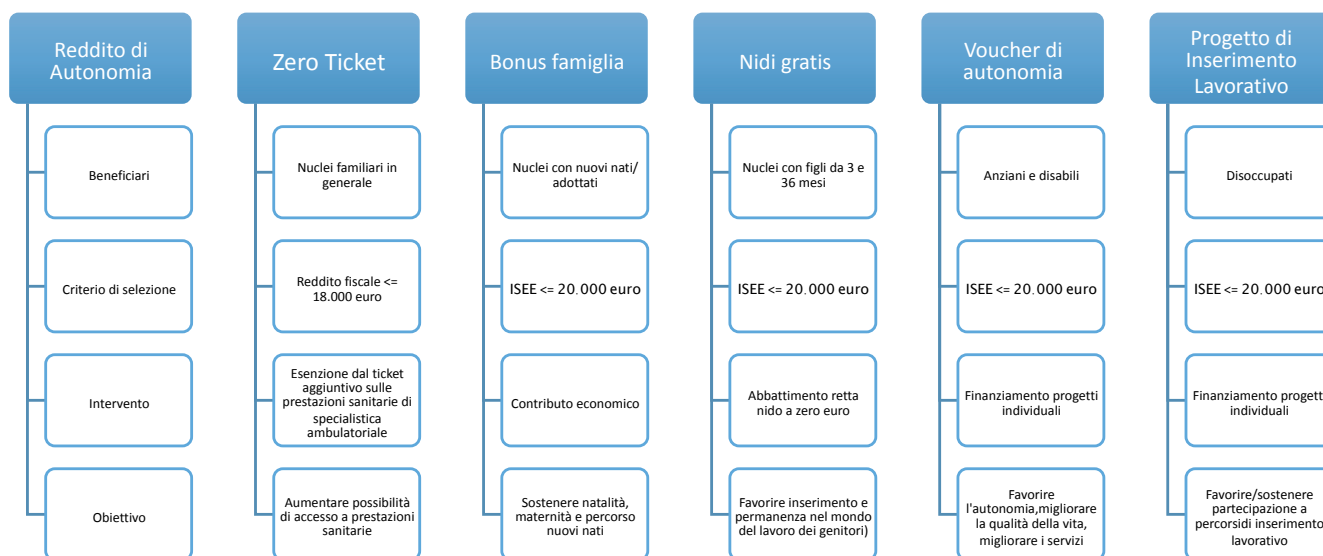 Reddito di
Autonomia
Beneficiari
Criterio di selezione
Intervento
Obiettivo
Zero Ticket
Nuclei familiari in
generale
Reddito fiscale <=
18.000 euro
Esenzione dal ticket
aggiuntivo sulle
prestazioni sanitarie di
specialistica
ambulatoriale
Aumentare possibilità
di accesso a prestazioni
sanitarie
Bonus famiglia
Nuclei con nuovi nati/
adottati
ISEE <= 20.000 euro
Contributo economico
Sostenere natalità,
maternità e percorso
nuovi nati
Nidi gratis
Nuclei con figli da 3 e
36 mesi
ISEE <= 20.000 euro
Abbattimento retta
nido a zero euro
Favorire inserimento e
permanenza nel mondo
del lavoro dei genitori)
Voucher di
autonomia
Anziani e disabili
ISEE <= 20.000 euro
Finanziamento progetti
individuali
Favorire
l'autonomia,migliorare
la qualità della vita,
migliorare i servizi
Progetto di
Inserimento
Lavorativo
Disoccupati
ISEE <= 20.000 euro
Finanziamento progetti
individuali
Favorire/sostenere
partecipazione a
percorsidi inserimento
lavorativo